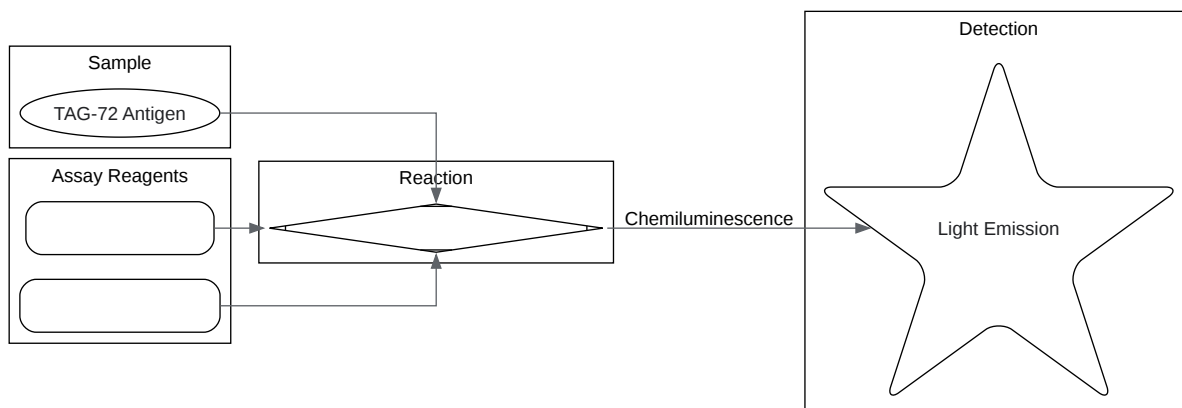 Sample
TAG-72 Antigen
Assay Reagents
Reaction
Chemiluminescence
Detection
Light Emission